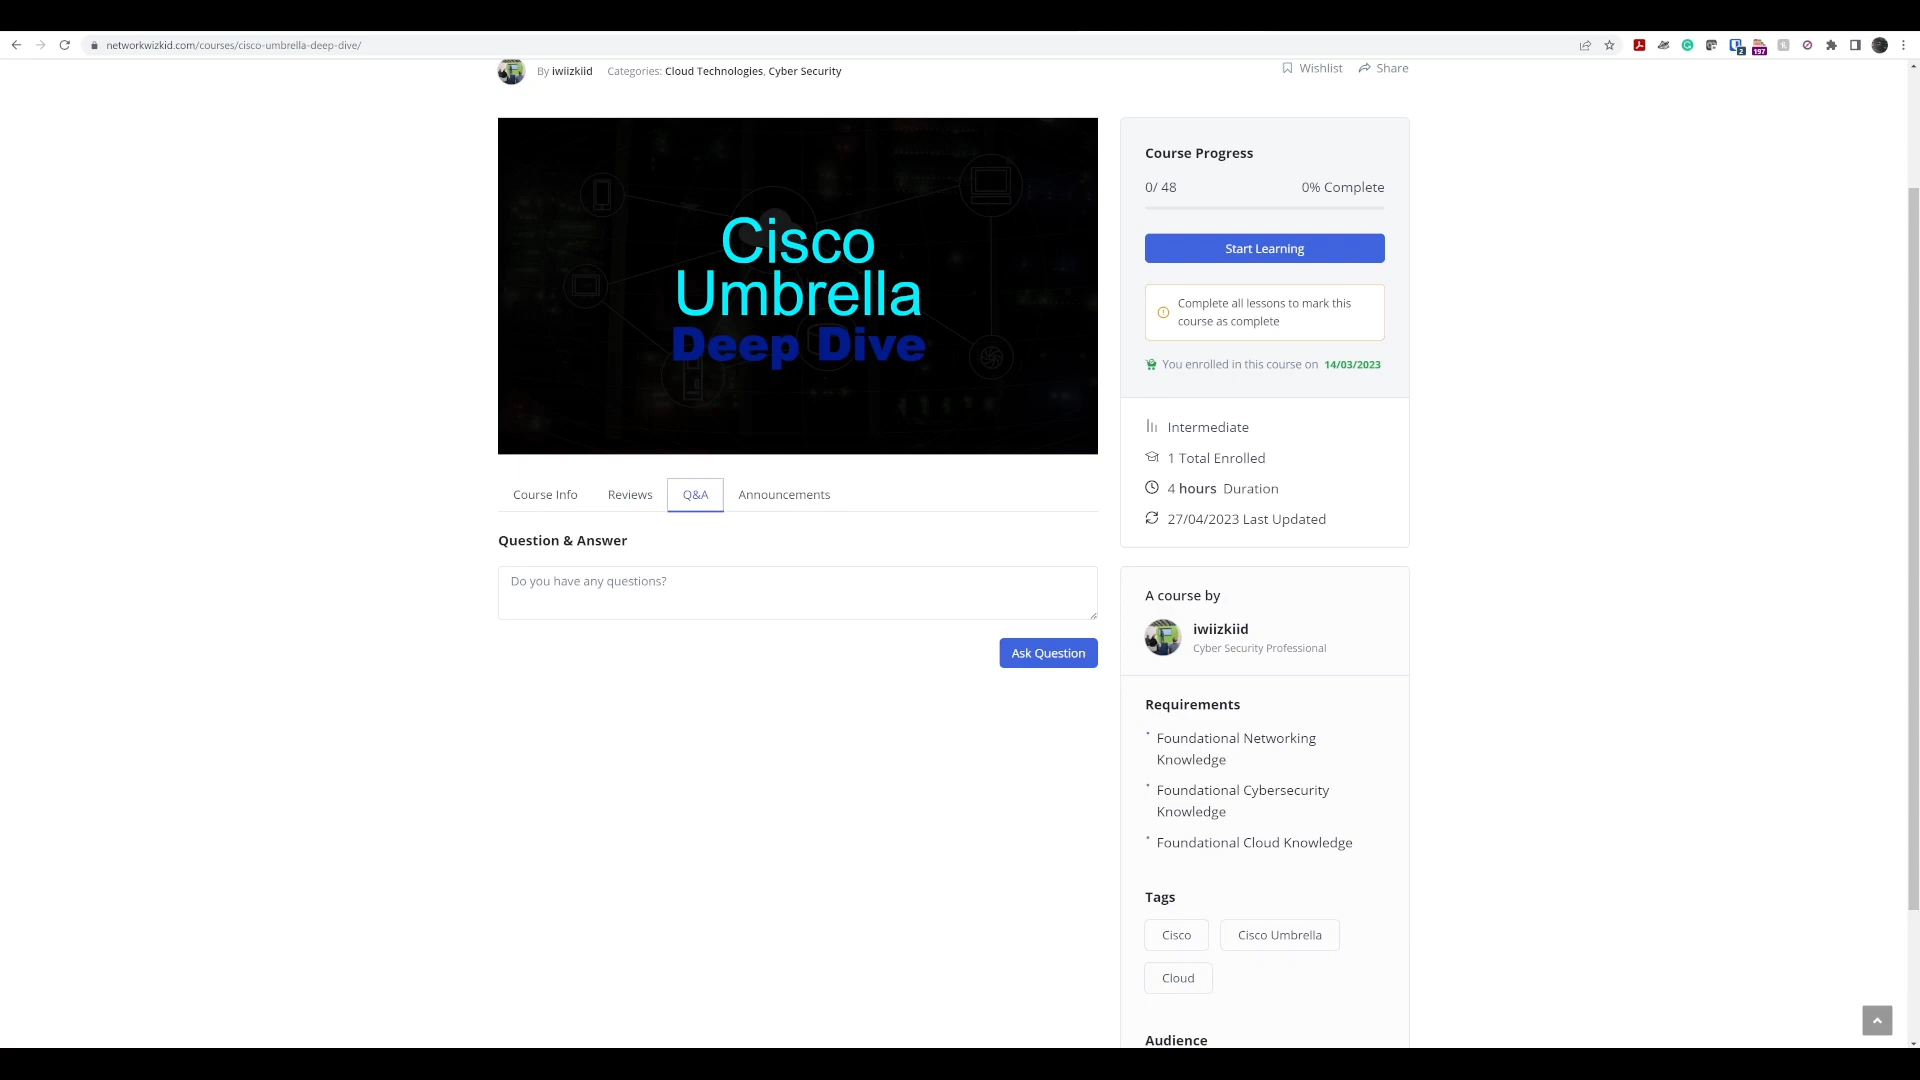 networkwizkid.com/courses/cisco-umbrella-deep-dive/
2
197
By iwiizkiid Categories: Cloud Technologies, Cyber Security
Wishlist Share
Cisco
Umbrella
Deep Dive
Course Info Reviews Q&A Announcements
Question & Answer
Do you have any questions?
Ask Question
Course Progress
0/ 48 0% Complete
Start Learning
Complete all lessons to mark this
course as complete
You enrolled in this course on 14/03/2023
Intermediate
1 Total Enrolled
4 hours Duration
27/04/2023 Last Updated
A course by
iwiizkiid
Cyber Security Professional
Requirements
Foundational Networking
Knowledge
Foundational Cybersecurity
Knowledge
Foundational Cloud Knowledge
Tags
Cisco Cisco Umbrella
Cloud
Audience